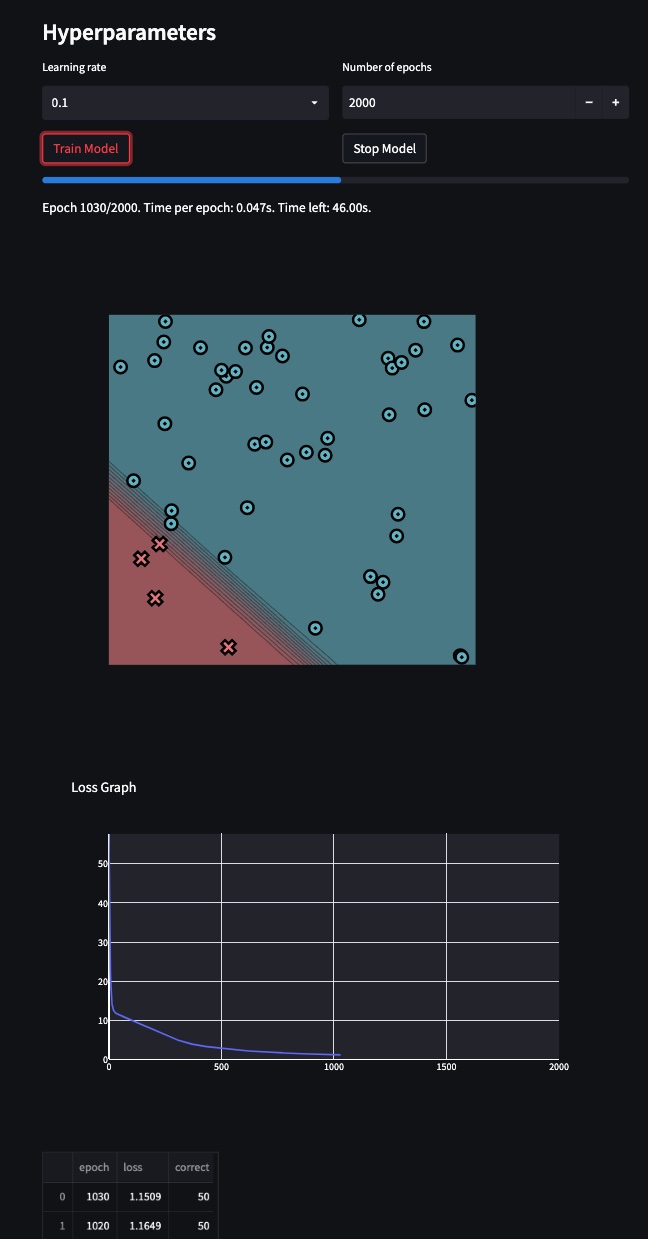 Hyperparameters
Learning rate Number of epochs
0.1 2000 − +
Train Model Stop Model
Epoch 1030/2000. Time per epoch: 0.047s. Time left: 46.00s.
Loss Graph
50
40
30
20
10
0
0 500 1000 1500 2000
epoch loss correct
0 1030 1.1509 50
1 1020 1.1649 50